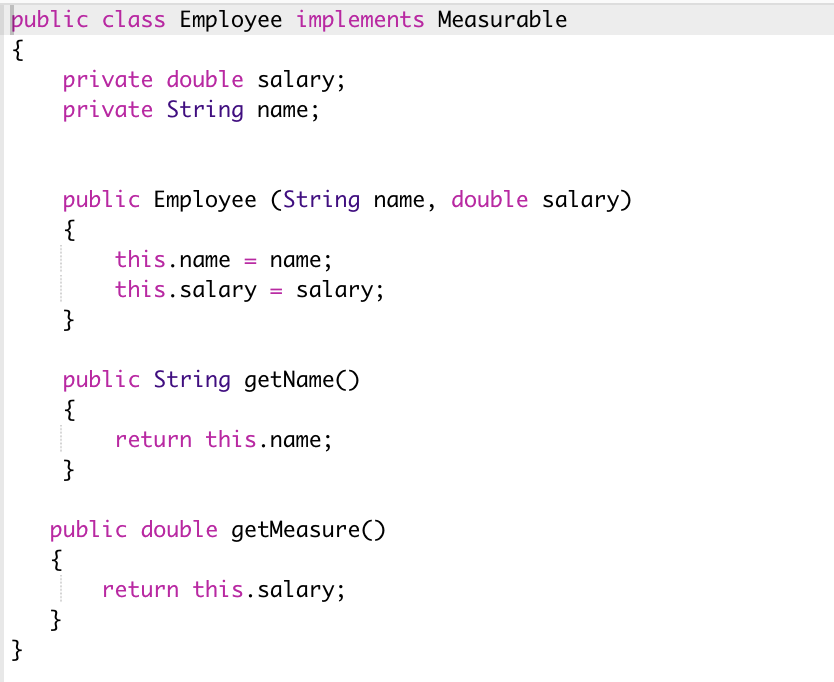 public class Employee implements Measurable
{
    private double salary;
    private String name;


    public Employee (String name, double salary)
    {
        this.name = name;
        this.salary = salary;
    }

    public String getName()
    {
        return this.name;
    }

   public double getMeasure()
   {
       return this.salary;
   }
}